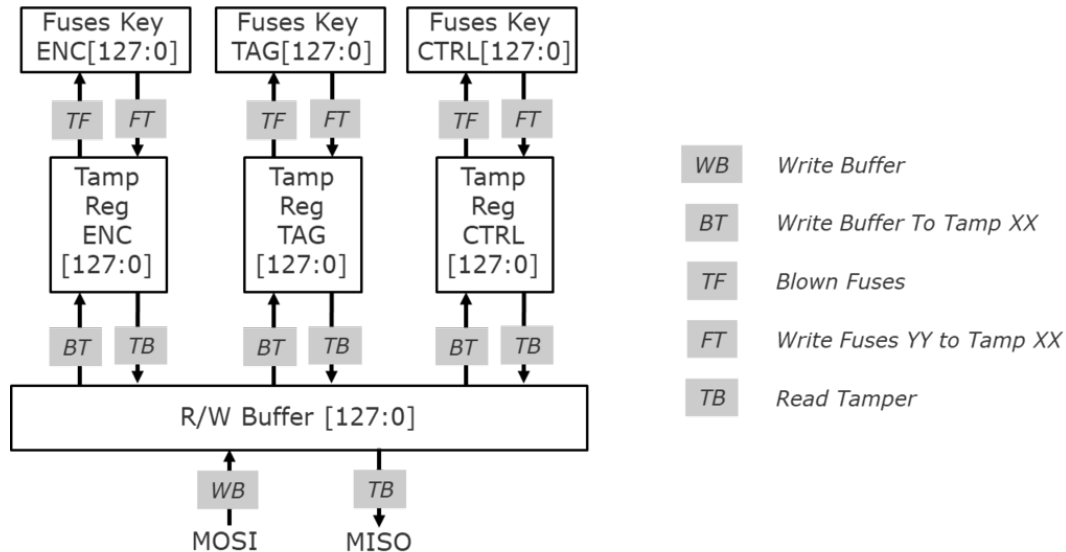 Fuses Key
ENC[127:0]
Fuses Key
TAG[127:0]
Fuses Key
CTRL[127:0]
TF
FT
TF
FT
TF
FT
Tamp
Reg
ENC
[127:0]
Tamp
Reg
TAG
[127:0]
Tamp
Reg
CTRL
[127:0]
BT
TB
BT
TB
BT
TB
R/W Buffer [127:0]
WB
TB
MOSI
MISO
WB Write Buffer
BT Write Buffer To Tamp XX
TF Blown Fuses
FT Write Fuses YY to Tamp XX
TB Read Tamper